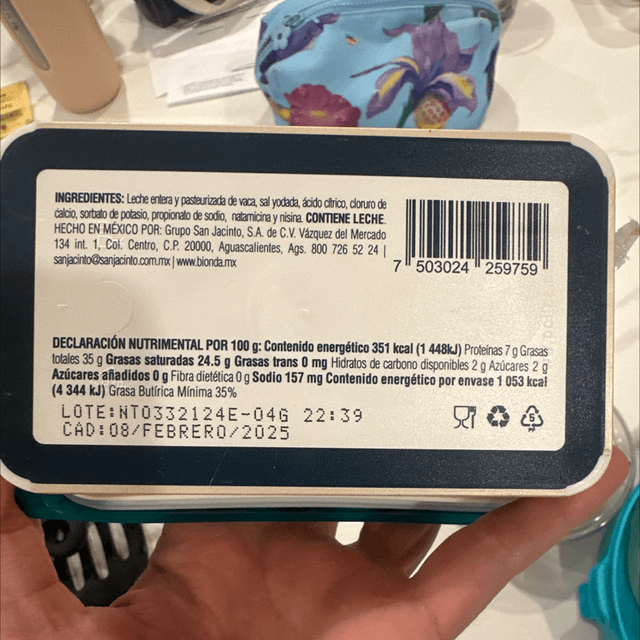 INGREDIENTES: Leche entera y pasteurizada de vaca, sal yodada, ácido cítrico, cloruro de
calcio, sorbato de potasio, propionato de sodio, natamicina y nisina. CONTIENE LECHE.
HECHO EN MÉXICO POR: Grupo San Jacinto, S.A. de C.V. Vázquez del Mercado
134 int. 1, Col. Centro, C.P. 20000, Aguascalientes, Ags. 800 726 52 24 |
sanjacinto@sanjacinto.com.mx | www.bionda.mx
7 503024 259759
DECLARACIÓN NUTRIMENTAL POR 100 g: Contenido energético 351 kcal (1 448kJ) Proteínas 7 g Grasas
totales 35 g Grasas saturadas 24.5 g Grasas trans 0 mg Hidratos de carbono disponibles 2 g Azúcares 2 g
Azúcares añadidos 0 g Fibra dietética 0 g Sodio 157 mg Contenido energético por envase 1 053 kcal
(4 344 kJ) Grasa Butírica Mínima 35%
LOTE:NT0332124E-04G 22:39
CAD:08/FEBRERO/2025
5
PP